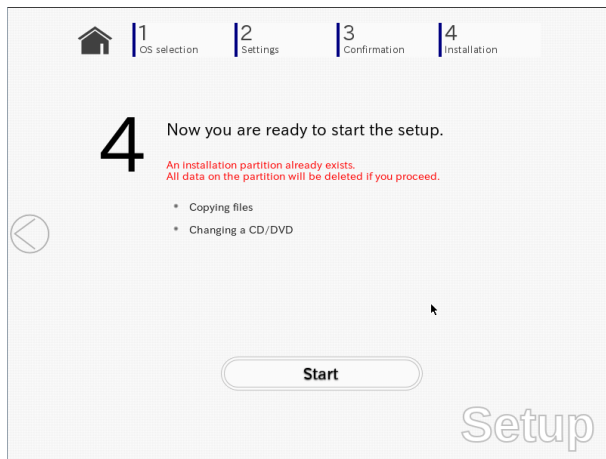 1
OS selection
2
Settings
3
Confirmation
4
Installation
4
Now you are ready to start the setup.
An installation partition already exists.
All data on the partition will be deleted if you proceed.
Copying files
Changing a CD/DVD
Start
Setup